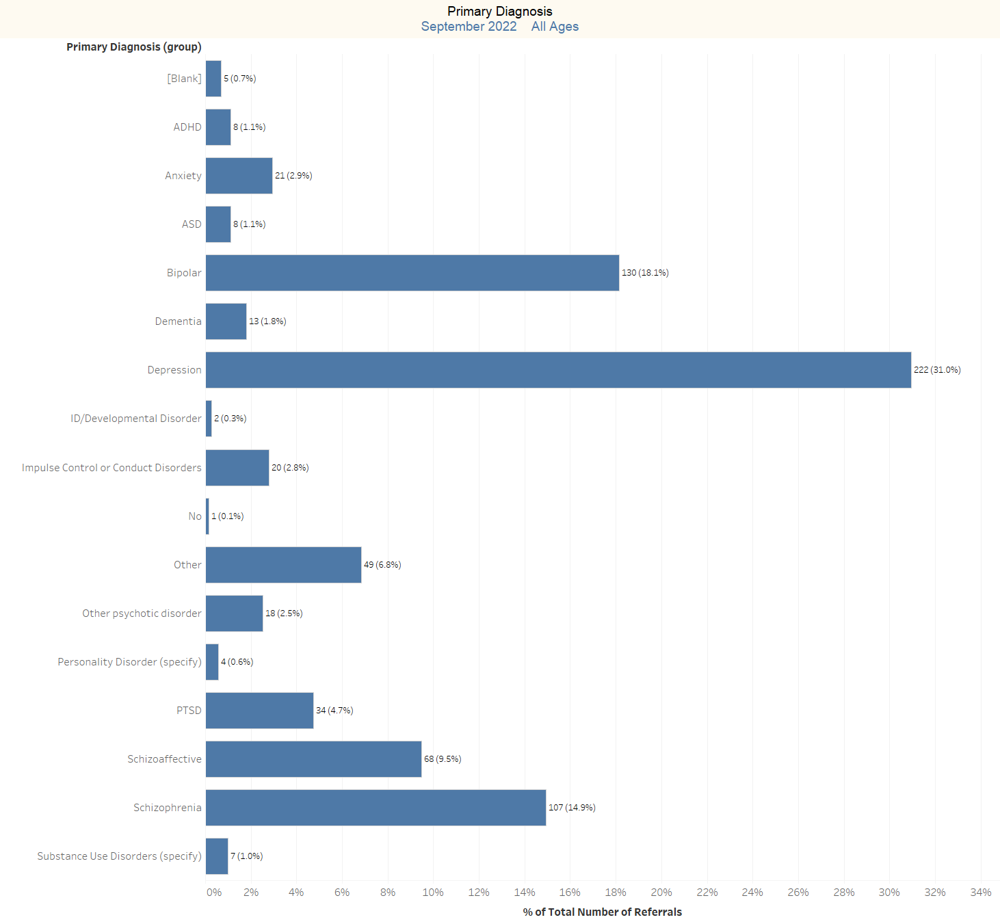 Primary Diagnosis
September 2022 All Ages
Primary Diagnosis (group)
[Blank] 5 (0.7%)
ADHD 8 (1.1%)
Anxiety 21 (2.9%)
ASD 8 (1.1%)
Bipolar 130 (18.1%)
Dementia 13 (1.8%)
Depression 222 (31.0%)
ID/Developmental Disorder 2 (0.3%)
Impulse Control or Conduct Disorders 20 (2.8%)
No 1 (0.1%)
Other 49 (6.8%)
Other psychotic disorder 18 (2.5%)
Personality Disorder (specify) 4 (0.6%)
PTSD 34 (4.7%)
Schizoaffective 68 (9.5%)
Schizophrenia 107 (14.9%)
Substance Use Disorders (specify) 7 (1.0%)
0% 2% 4% 6% 8% 10% 12% 14% 16% 18% 20% 22% 24% 26% 28% 30% 32% 34%
% of Total Number of Referrals